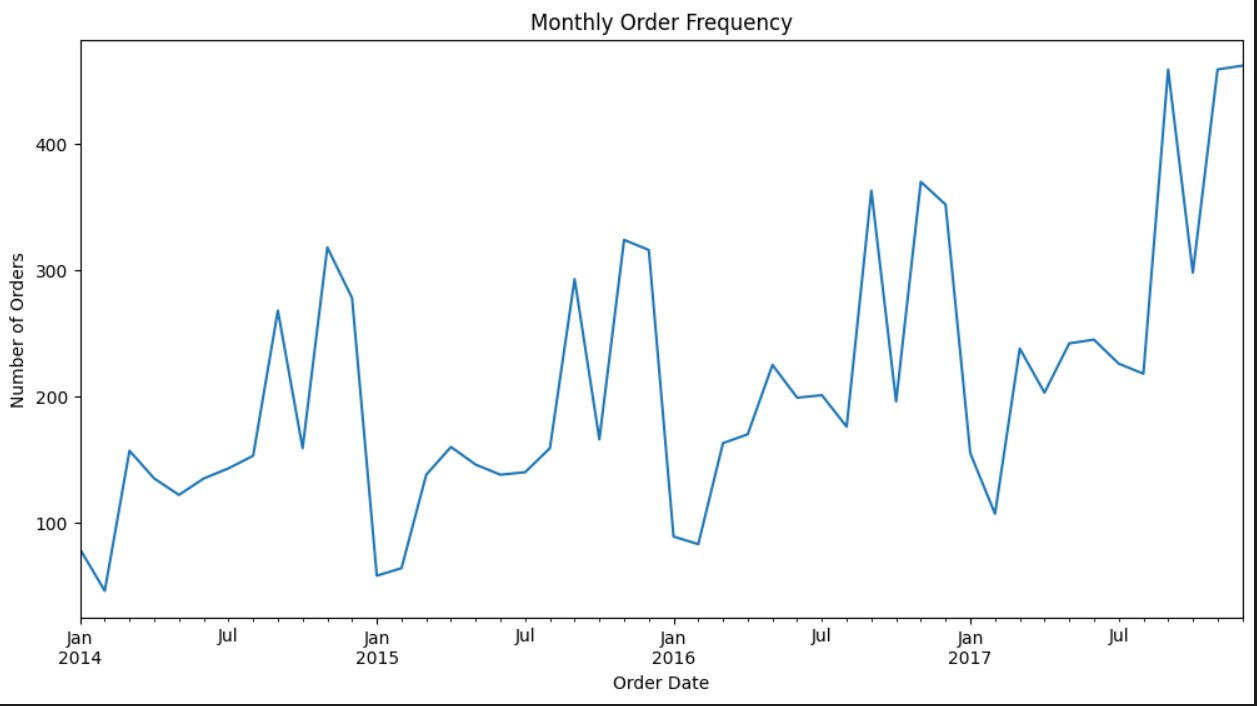 Monthly Order Frequency
400
300
200
100
Number of Orders
Jan Jul Jan Jul Jan Jul Jan Jul
2014 2015 2016 2017
Order Date